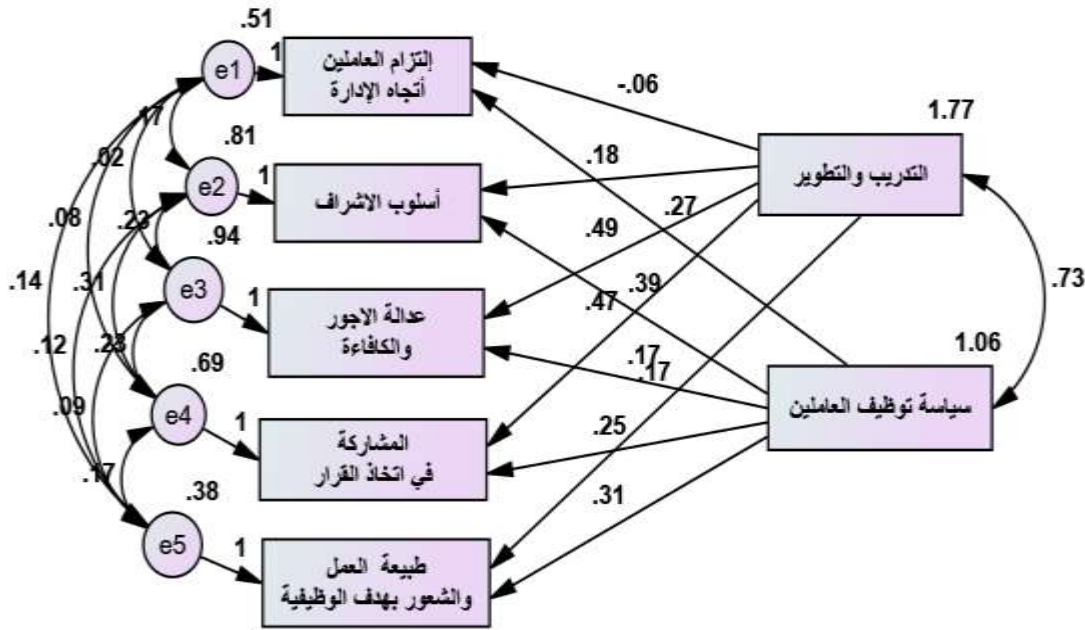 .51
e1
1
إلتزام العاملين
أتجاه الإدارة
-.06
1.77
.17
.81
.02
e2
1
أسلوب الاشراف
.18
التدريب والتطوير
.27
.08
.23
.94
.49
.14
.31
e3
1
عدالة الاجور
والكافاءة
.39
.47
.73
.12
.23
.69
.17
.17
1.06
سياسة توظيف العاملين
.09
e4
1
المشاركة
في اتخاذ القرار
.25
.17
.38
.31
e5
1
طبيعة العمل
والشعور بهدف الوظيفية